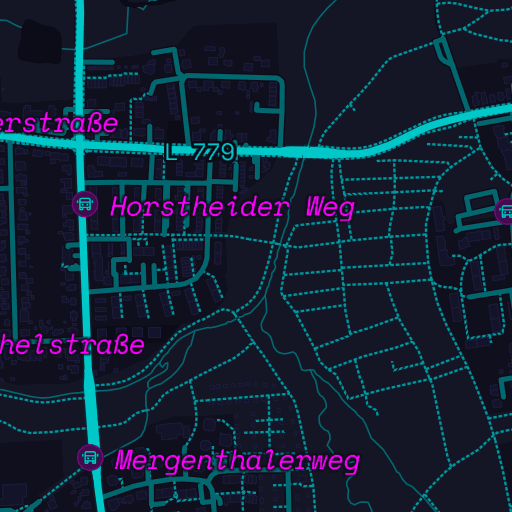 erstraße
L 779
Horstheider Weg
helstraße
Mergenthalerweg